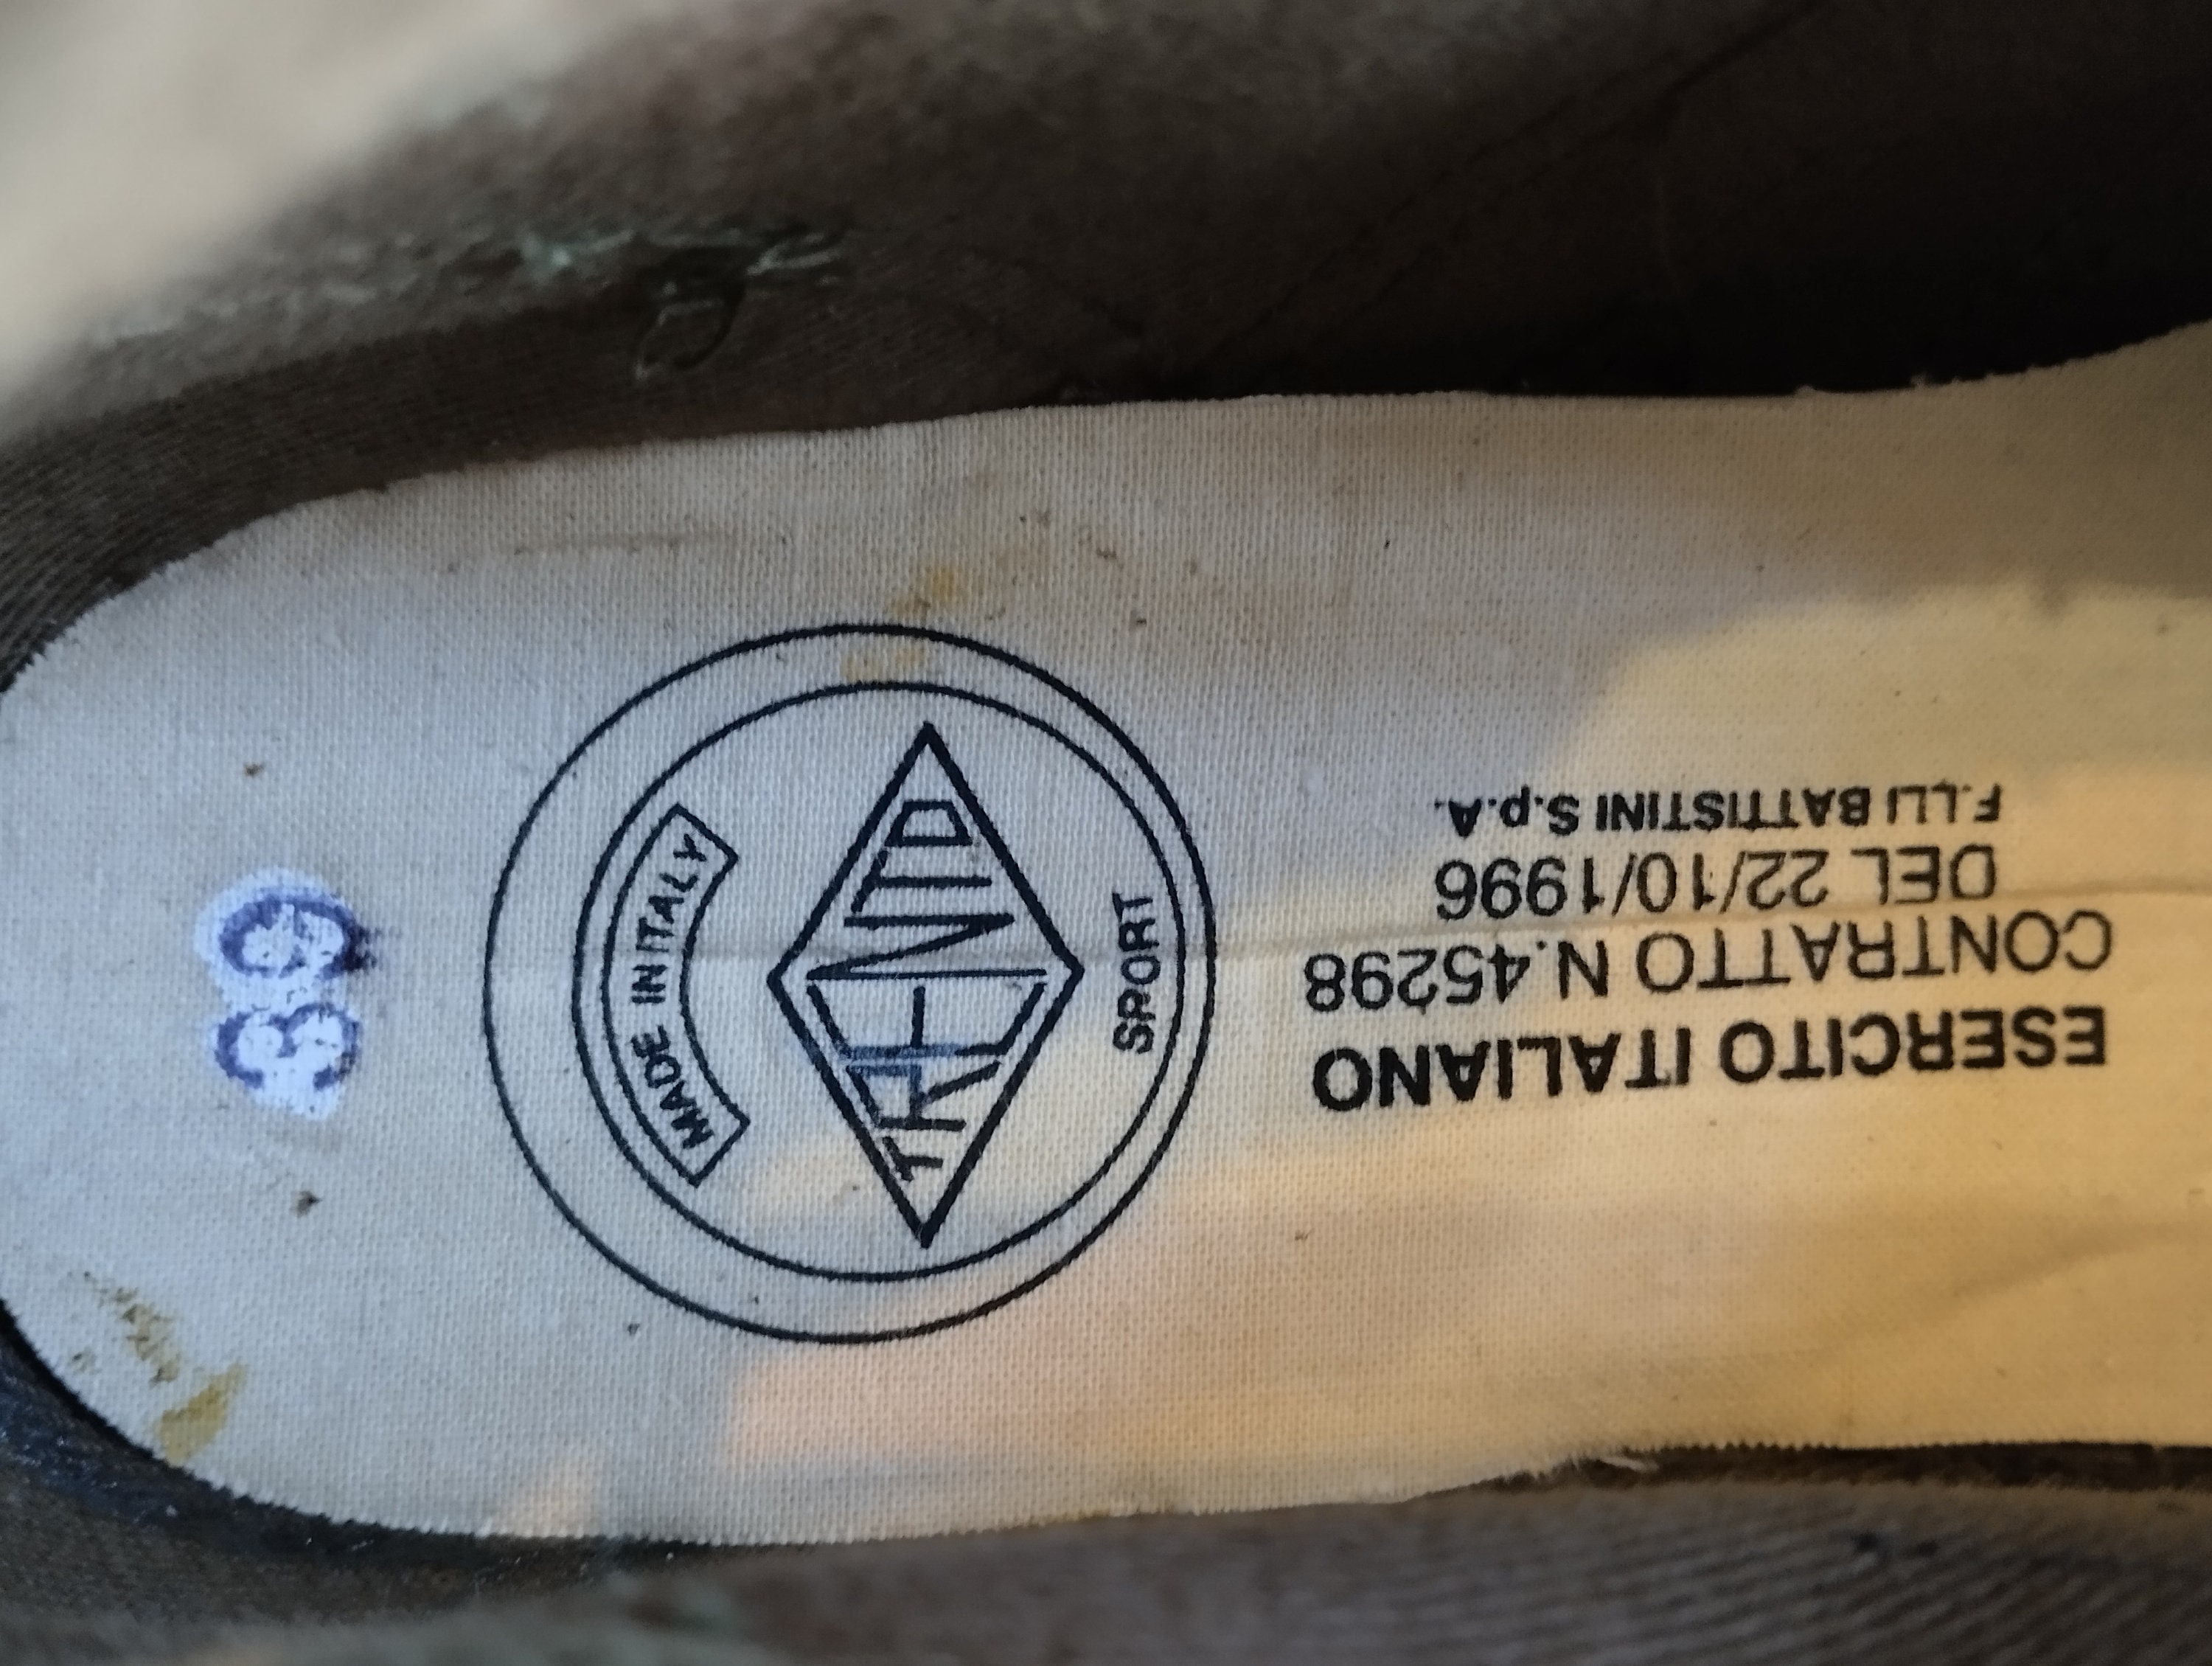 39
MADE IN ITALY
SPORT
ESERCITO ITALIANO
CONTRATTO N.45298
DEL 22/10/1996
F.LLI BATTISTINI S.p.A.